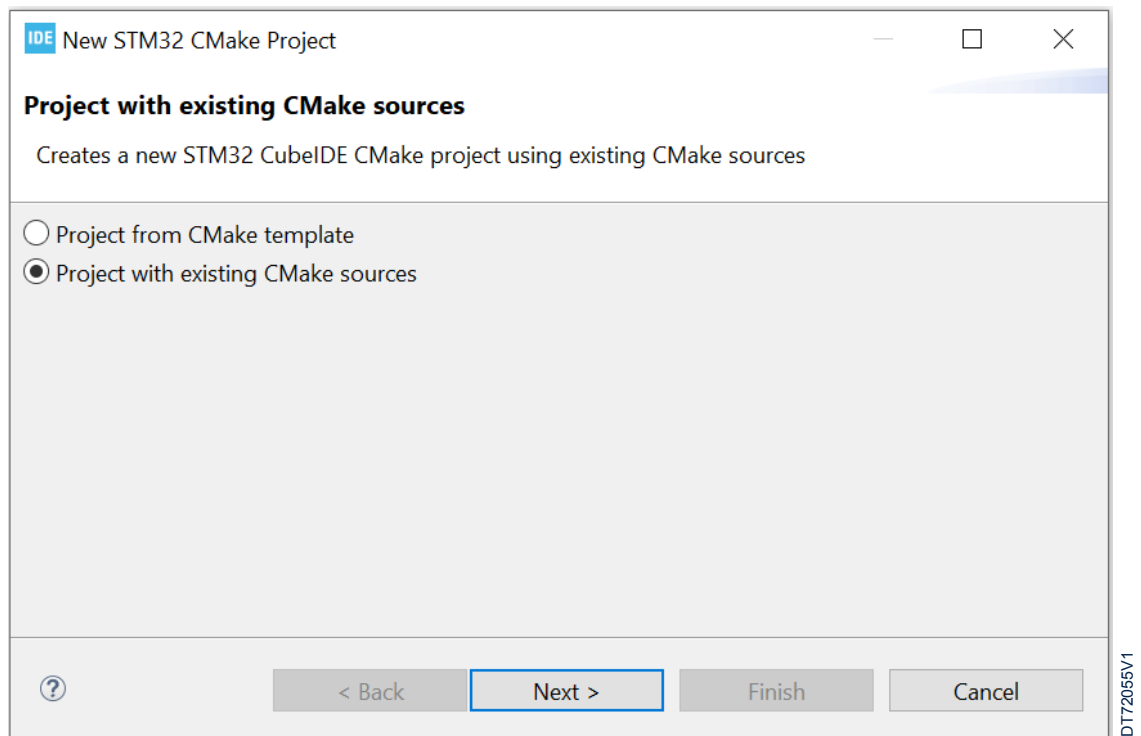 IDE New STM32 CMake Project
Project with existing CMake sources
Creates a new STM32 CubeIDE CMake project using existing CMake sources
Project from CMake template
Project with existing CMake sources
? < Back Next > Finish Cancel
DT72055V1